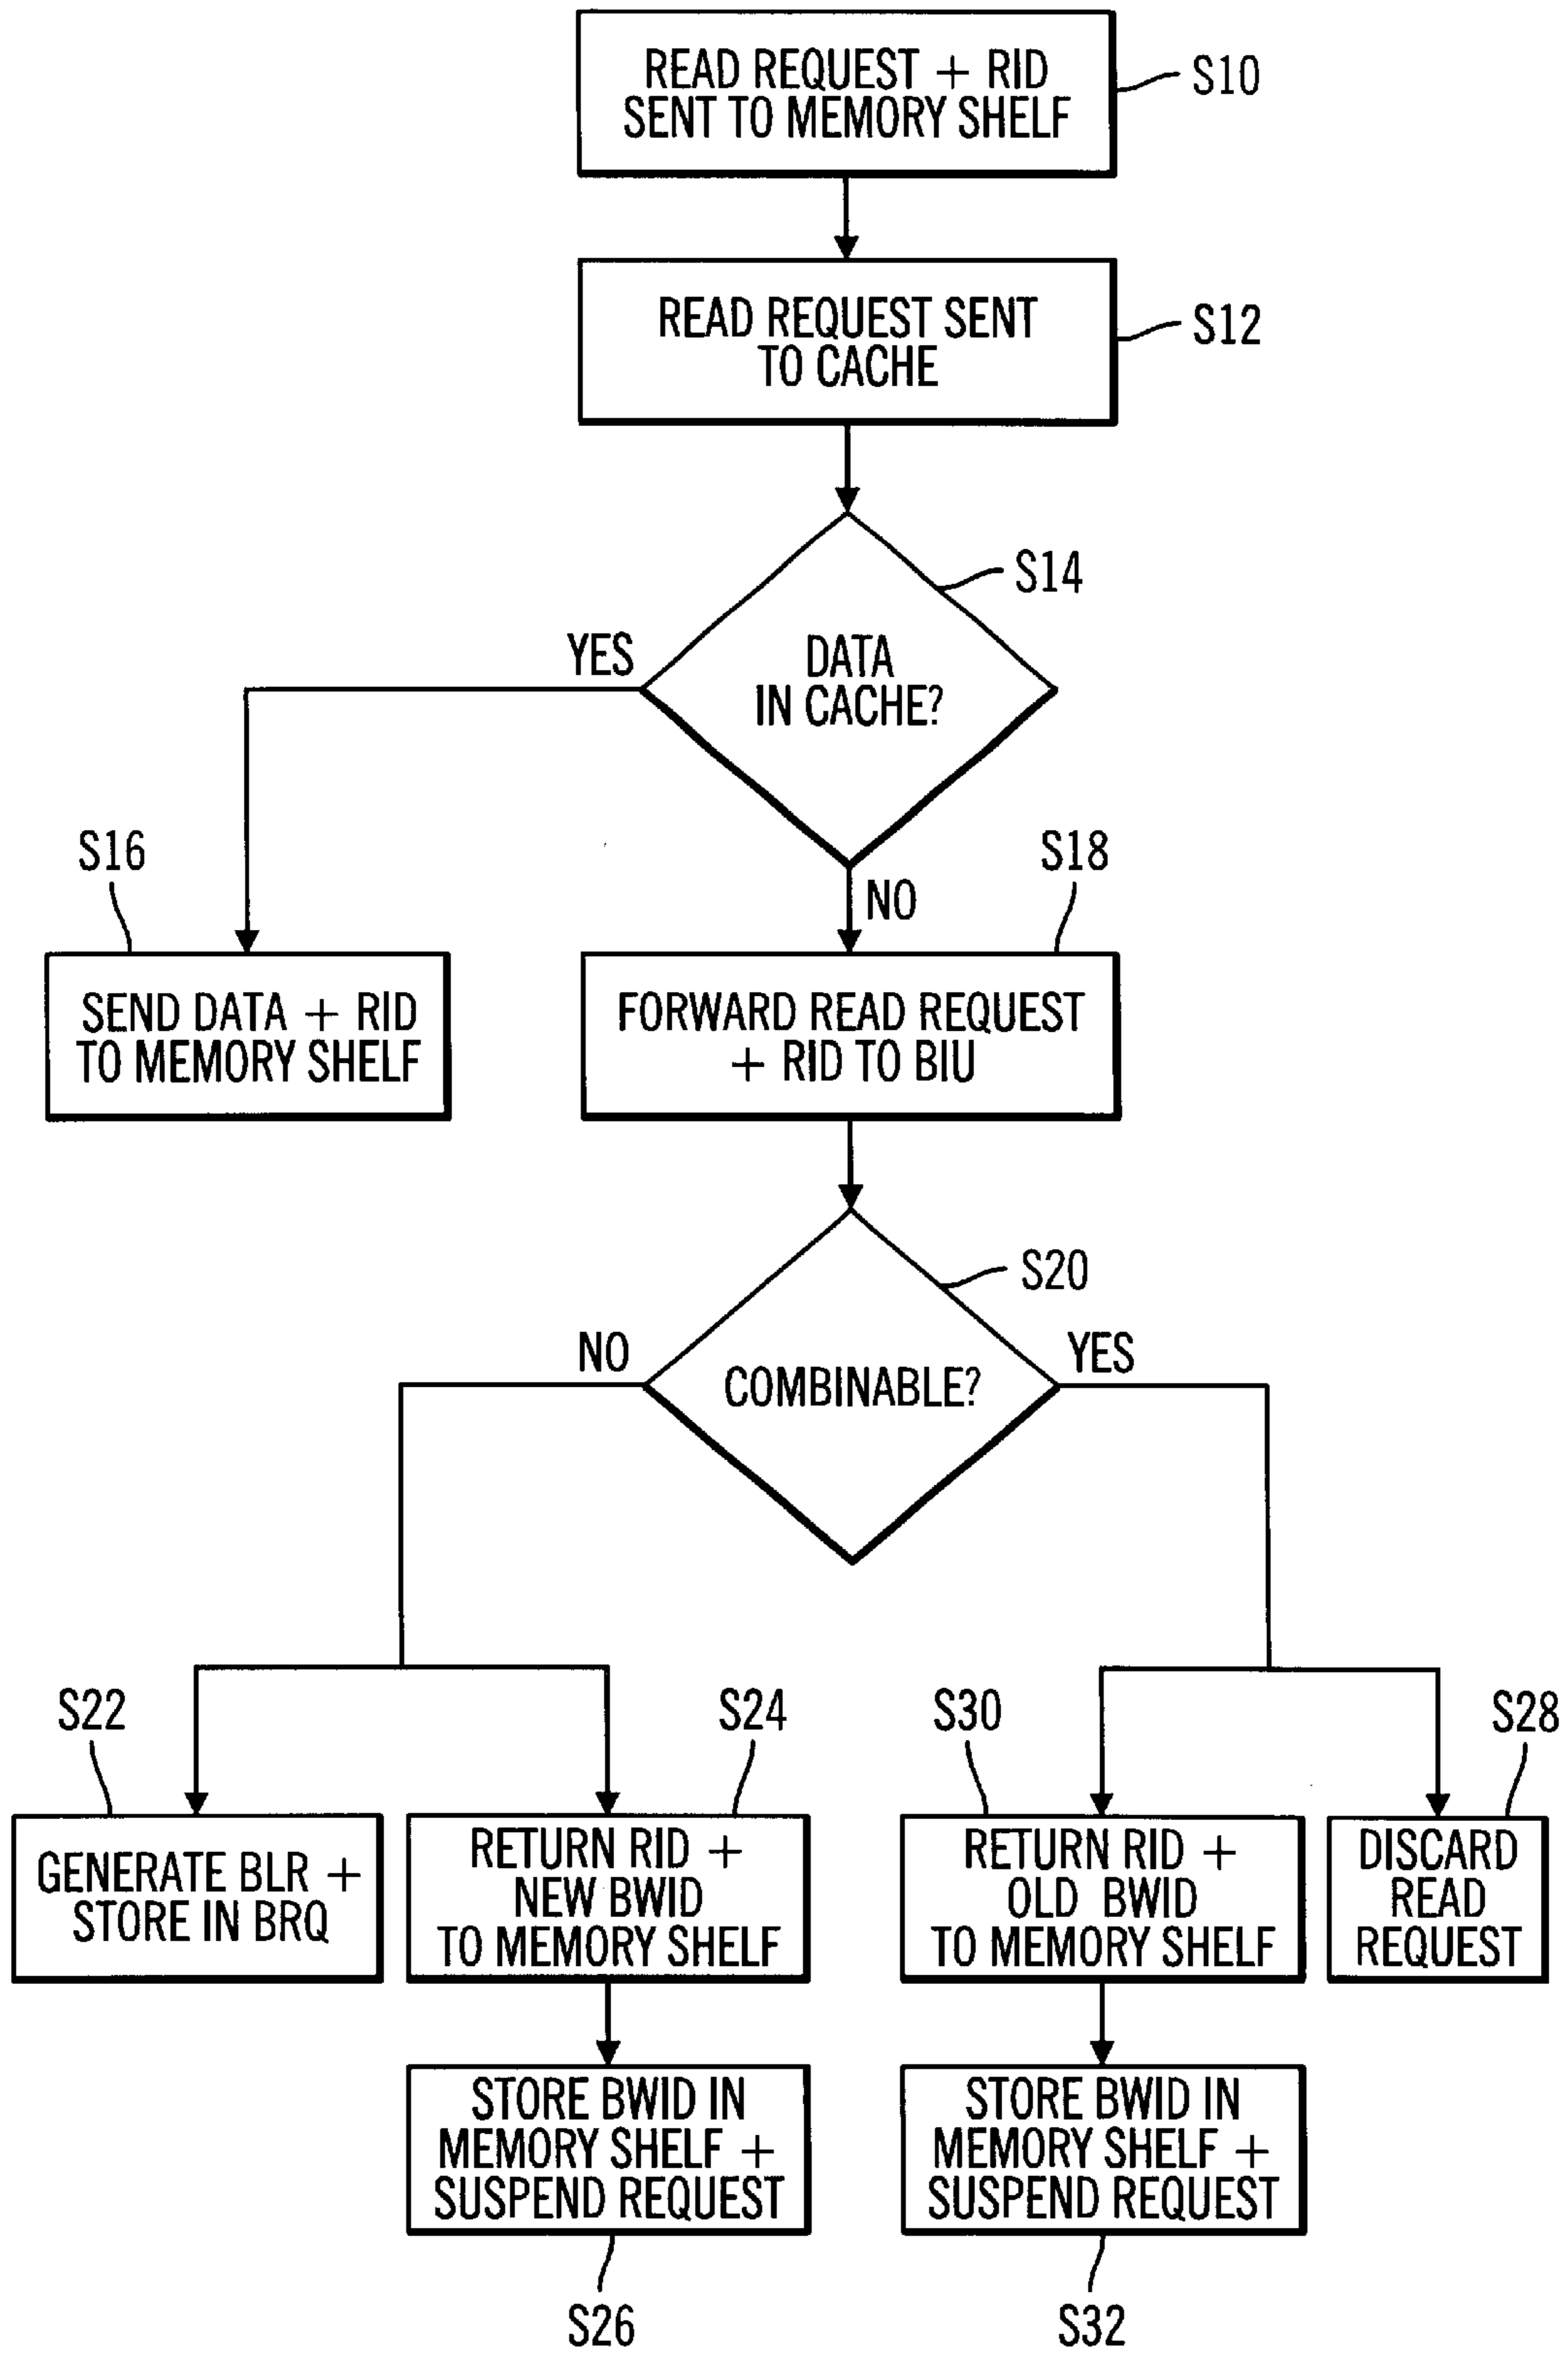 READ REQUEST + RID
SENT TO MEMORY SHELF
S10
READ REQUEST SENT
TO CACHE
S12
S14
YES
DATA
IN CACHE?
NO
S16
S18
SEND DATA + RID
TO MEMORY SHELF
FORWARD READ REQUEST
+ RID TO BIU
S20
NO
YES
COMBINABLE?
S22
S24
S30
S28
GENERATE BLR +
STORE IN BRQ
RETURN RID +
NEW BWID
TO MEMORY SHELF
RETURN RID +
OLD BWID
TO MEMORY SHELF
DISCARD
READ
REQUEST
STORE BWID IN
MEMORY SHELF +
SUSPEND REQUEST
STORE BWID IN
MEMORY SHELF +
SUSPEND REQUEST
S26
S32